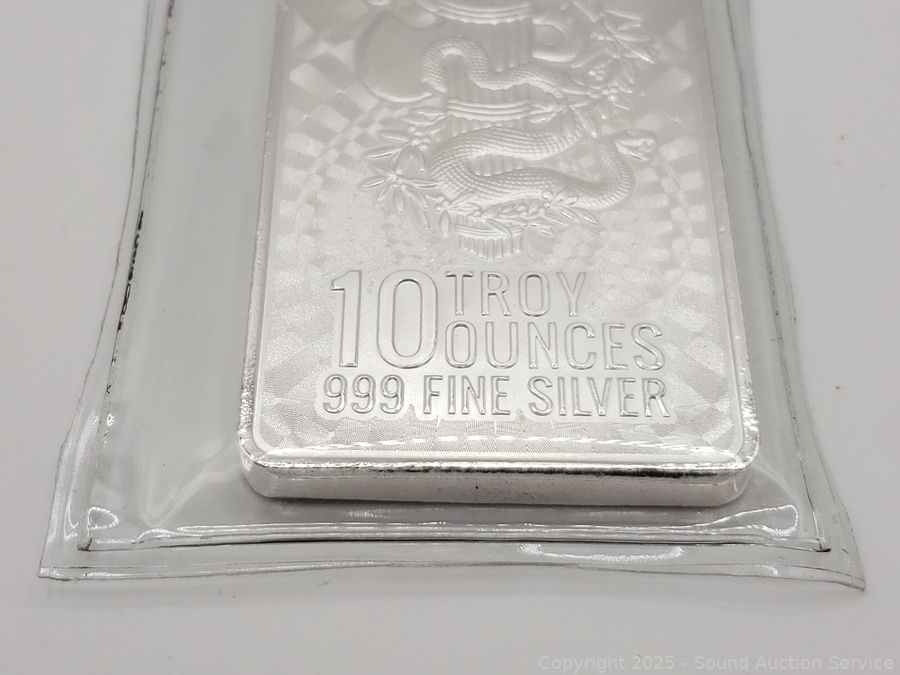 10 TROY
OUNCES
999 FINE SILVER
Copyright 2025 - Sound Auction Service